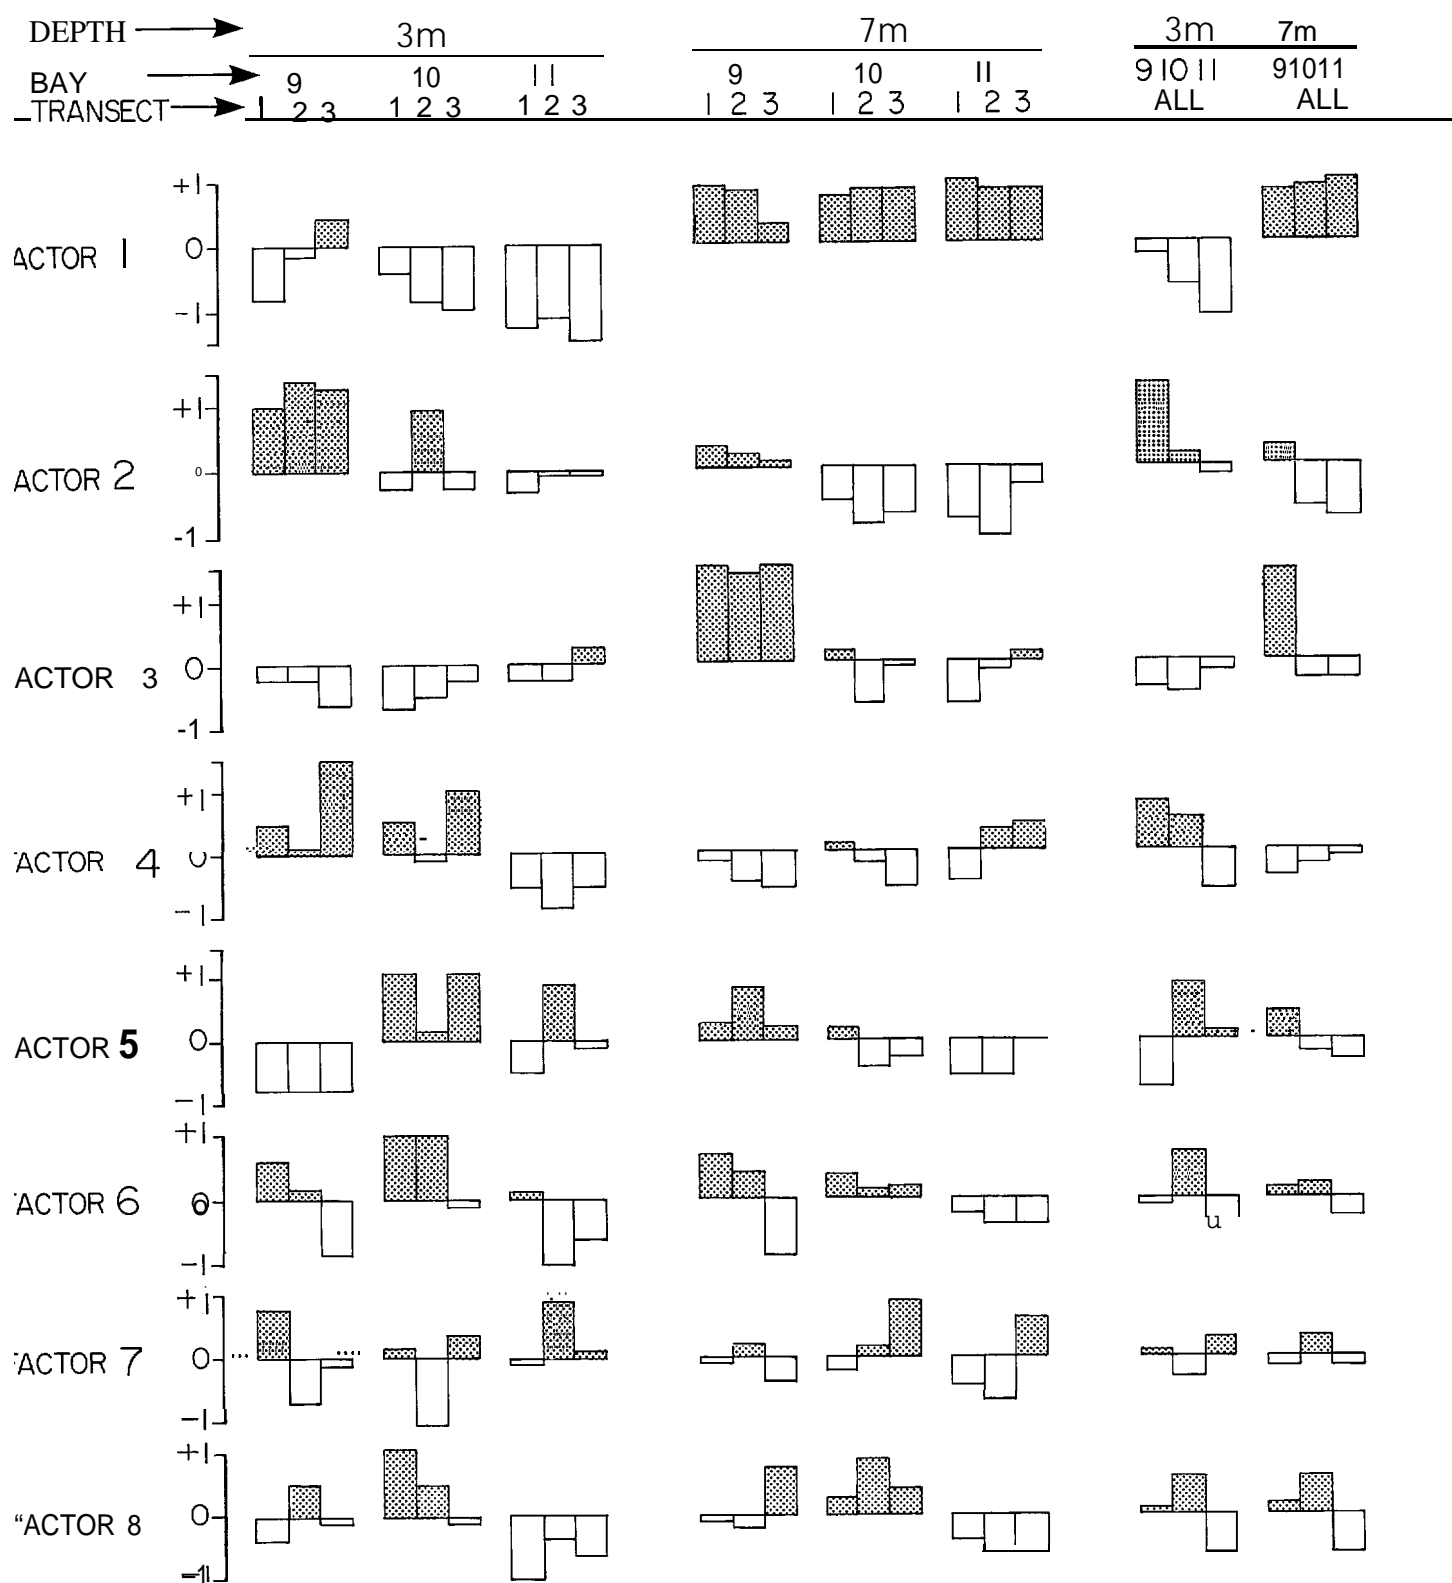 DEPTH 3m 7m 3m 7m
BAY 9 10 11 9 10 11 9 10 11 91011
TRANSECT 1 2 3 1 2 3 1 2 3 1 2 3 1 2 3 1 2 3 ALL ALL
+1
ACTOR 1 0
-1
+1
ACTOR 2 0
-1
+1
ACTOR 3 0
-1
+1
ACTOR 4 0
-1
+1
ACTOR 5 0
-1
+1
ACTOR 6 0
u
-1
+1
ACTOR 7 0
-1
+1
"ACTOR 8 0
-1